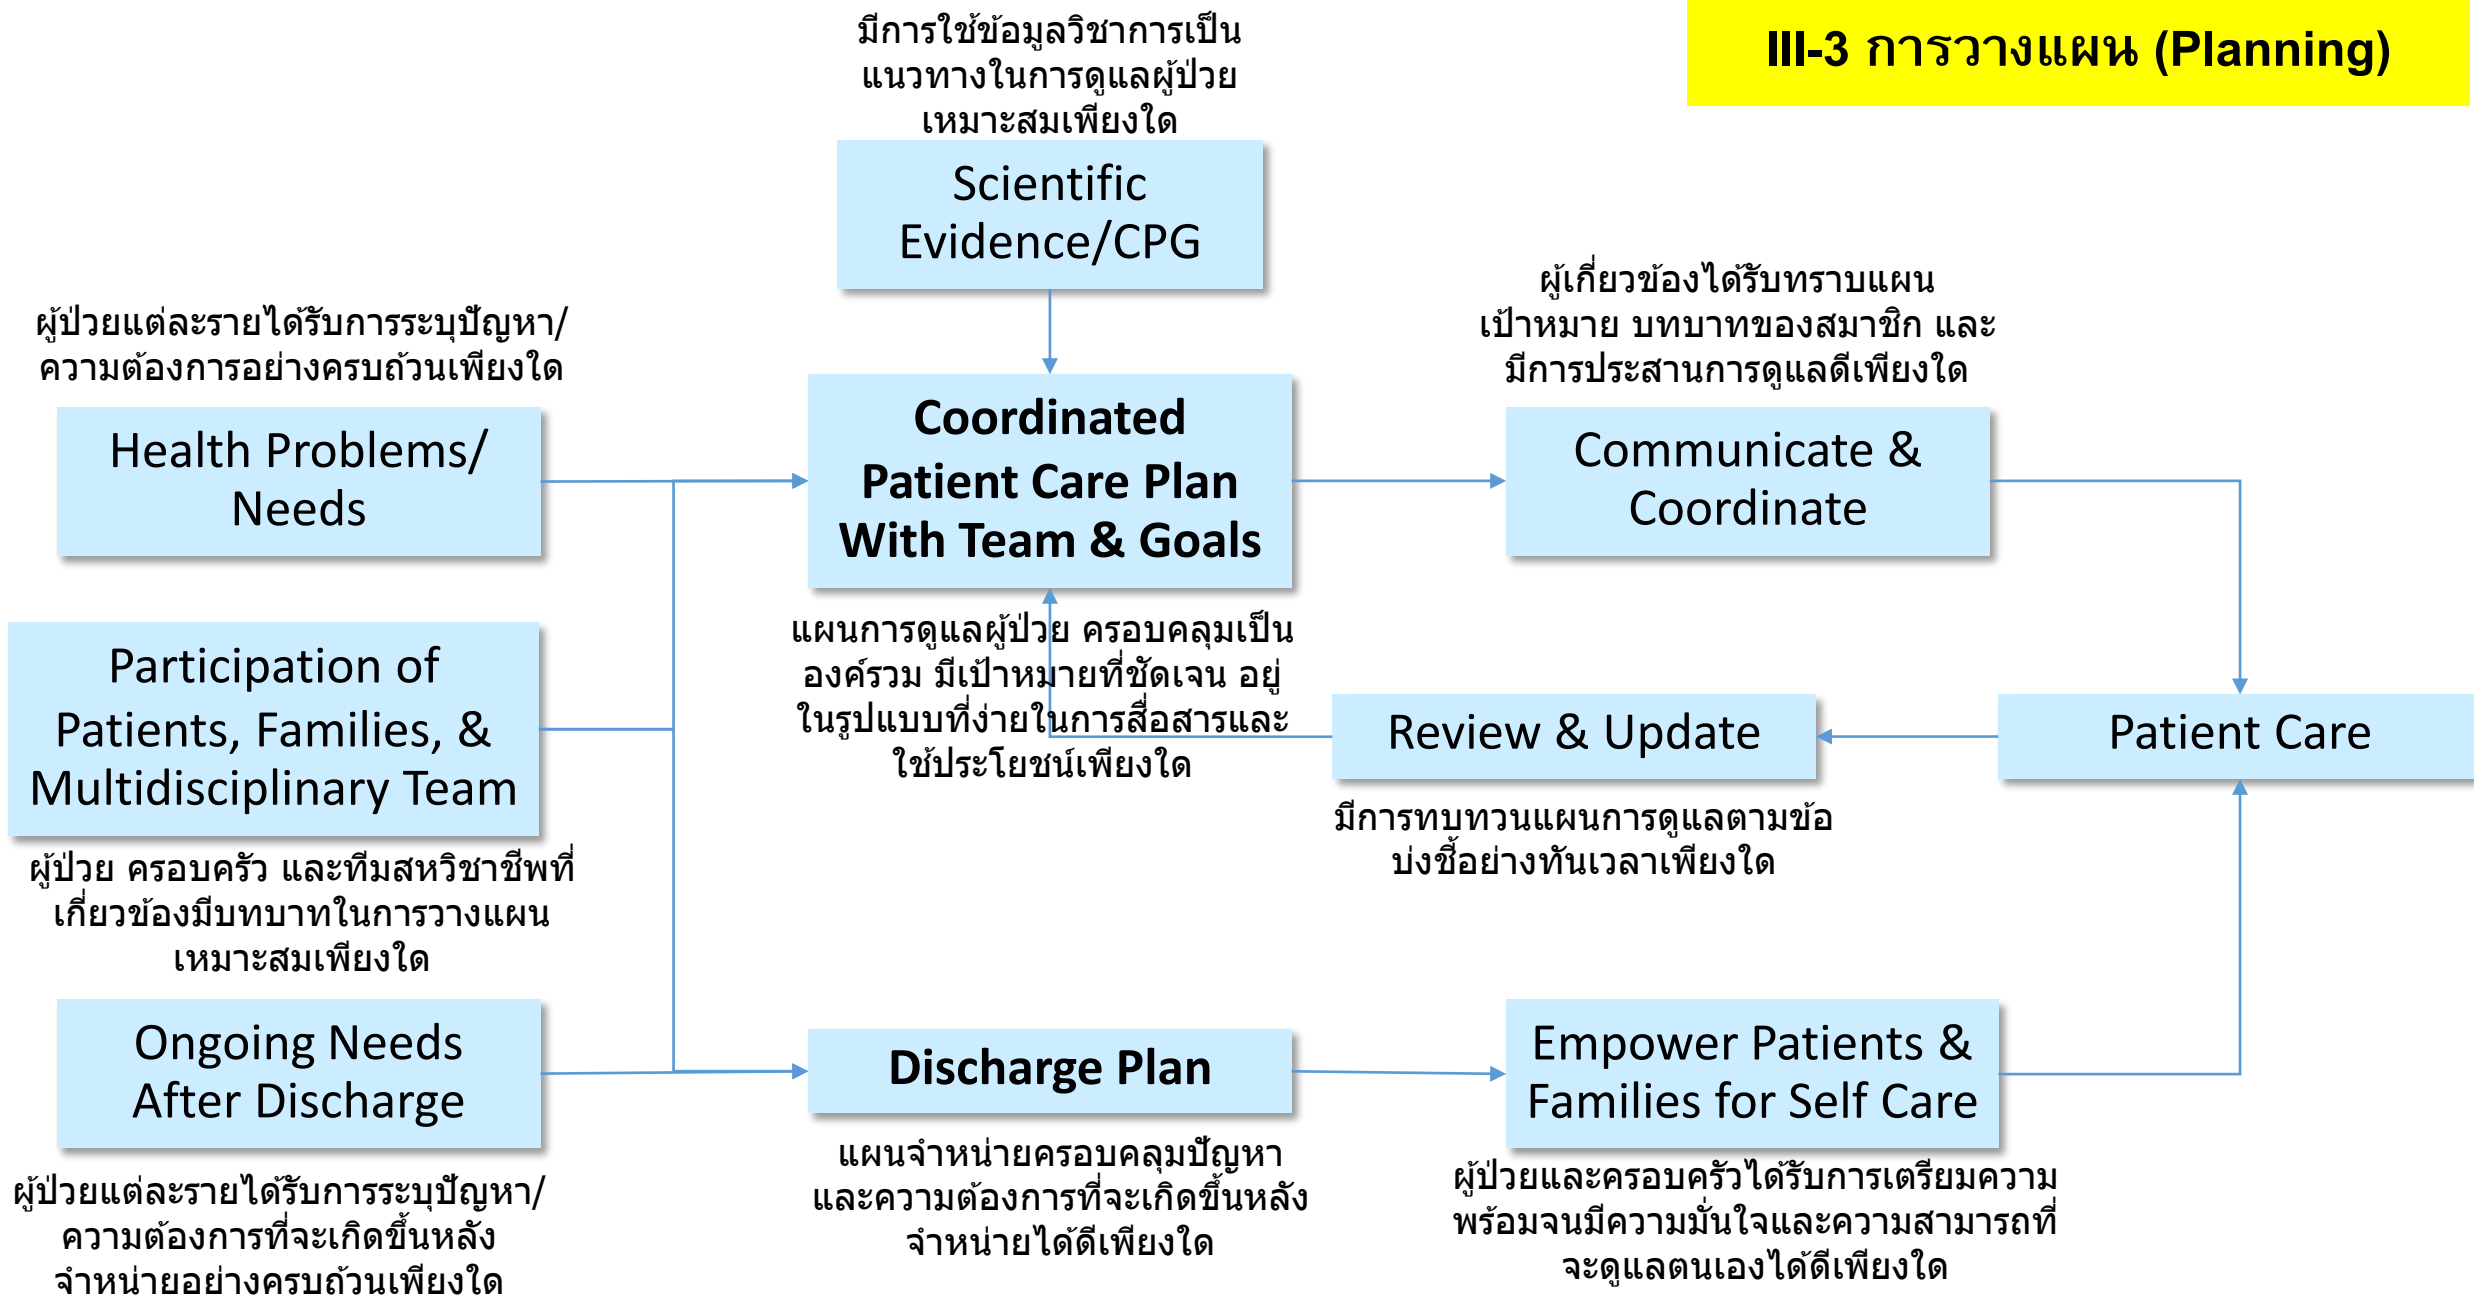 III-3 การวางแผน (Planning)
มีการใช้ข้อมูลวิชาการเป็น
แนวทางในการดูแลผู้ป่วย
เหมาะสมเพียงใด
Scientific
Evidence/CPG
ผู้ป่วยแต่ละรายได้รับการระบุปัญหา/
ความต้องการอย่างครบถ้วนเพียงใด
Health Problems/
Needs
Coordinated
Patient Care Plan
With Team & Goals
แผนการดูแลผู้ป่วย ครอบคลุมเป็น
องค์รวม มีเป้าหมายที่ชัดเจน อยู่
ในรูปแบบที่ง่ายในการสื่อสารและ
ใช้ประโยชน์เพียงใด
ผู้เกี่ยวข้องได้รับทราบแผน
เป้าหมาย บทบาทของสมาชิก และ
มีการประสานการดูแลดีเพียงใด
Communicate &
Coordinate
Participation of
Patients, Families, &
Multidisciplinary Team
ผู้ป่วย ครอบครัว และทีมสหวิชาชีพที่
เกี่ยวข้องมีบทบาทในการวางแผน
เหมาะสมเพียงใด
Review & Update
มีการทบทวนแผนการดูแลตามข้อ
บ่งชี้อย่างทันเวลาเพียงใด
Patient Care
Ongoing Needs
After Discharge
ผู้ป่วยแต่ละรายได้รับการระบุปัญหา/
ความต้องการที่จะเกิดขึ้นหลัง
จำหน่ายอย่างครบถ้วนเพียงใด
Discharge Plan
แผนจำหน่ายครอบคลุมปัญหา
และความต้องการที่จะเกิดขึ้นหลัง
จำหน่ายได้ดีเพียงใด
Empower Patients &
Families for Self Care
ผู้ป่วยและครอบครัวได้รับการเตรียมความ
พร้อมจนมีความมั่นใจและความสามารถที่
จะดูแลตนเองได้ดีเพียงใด